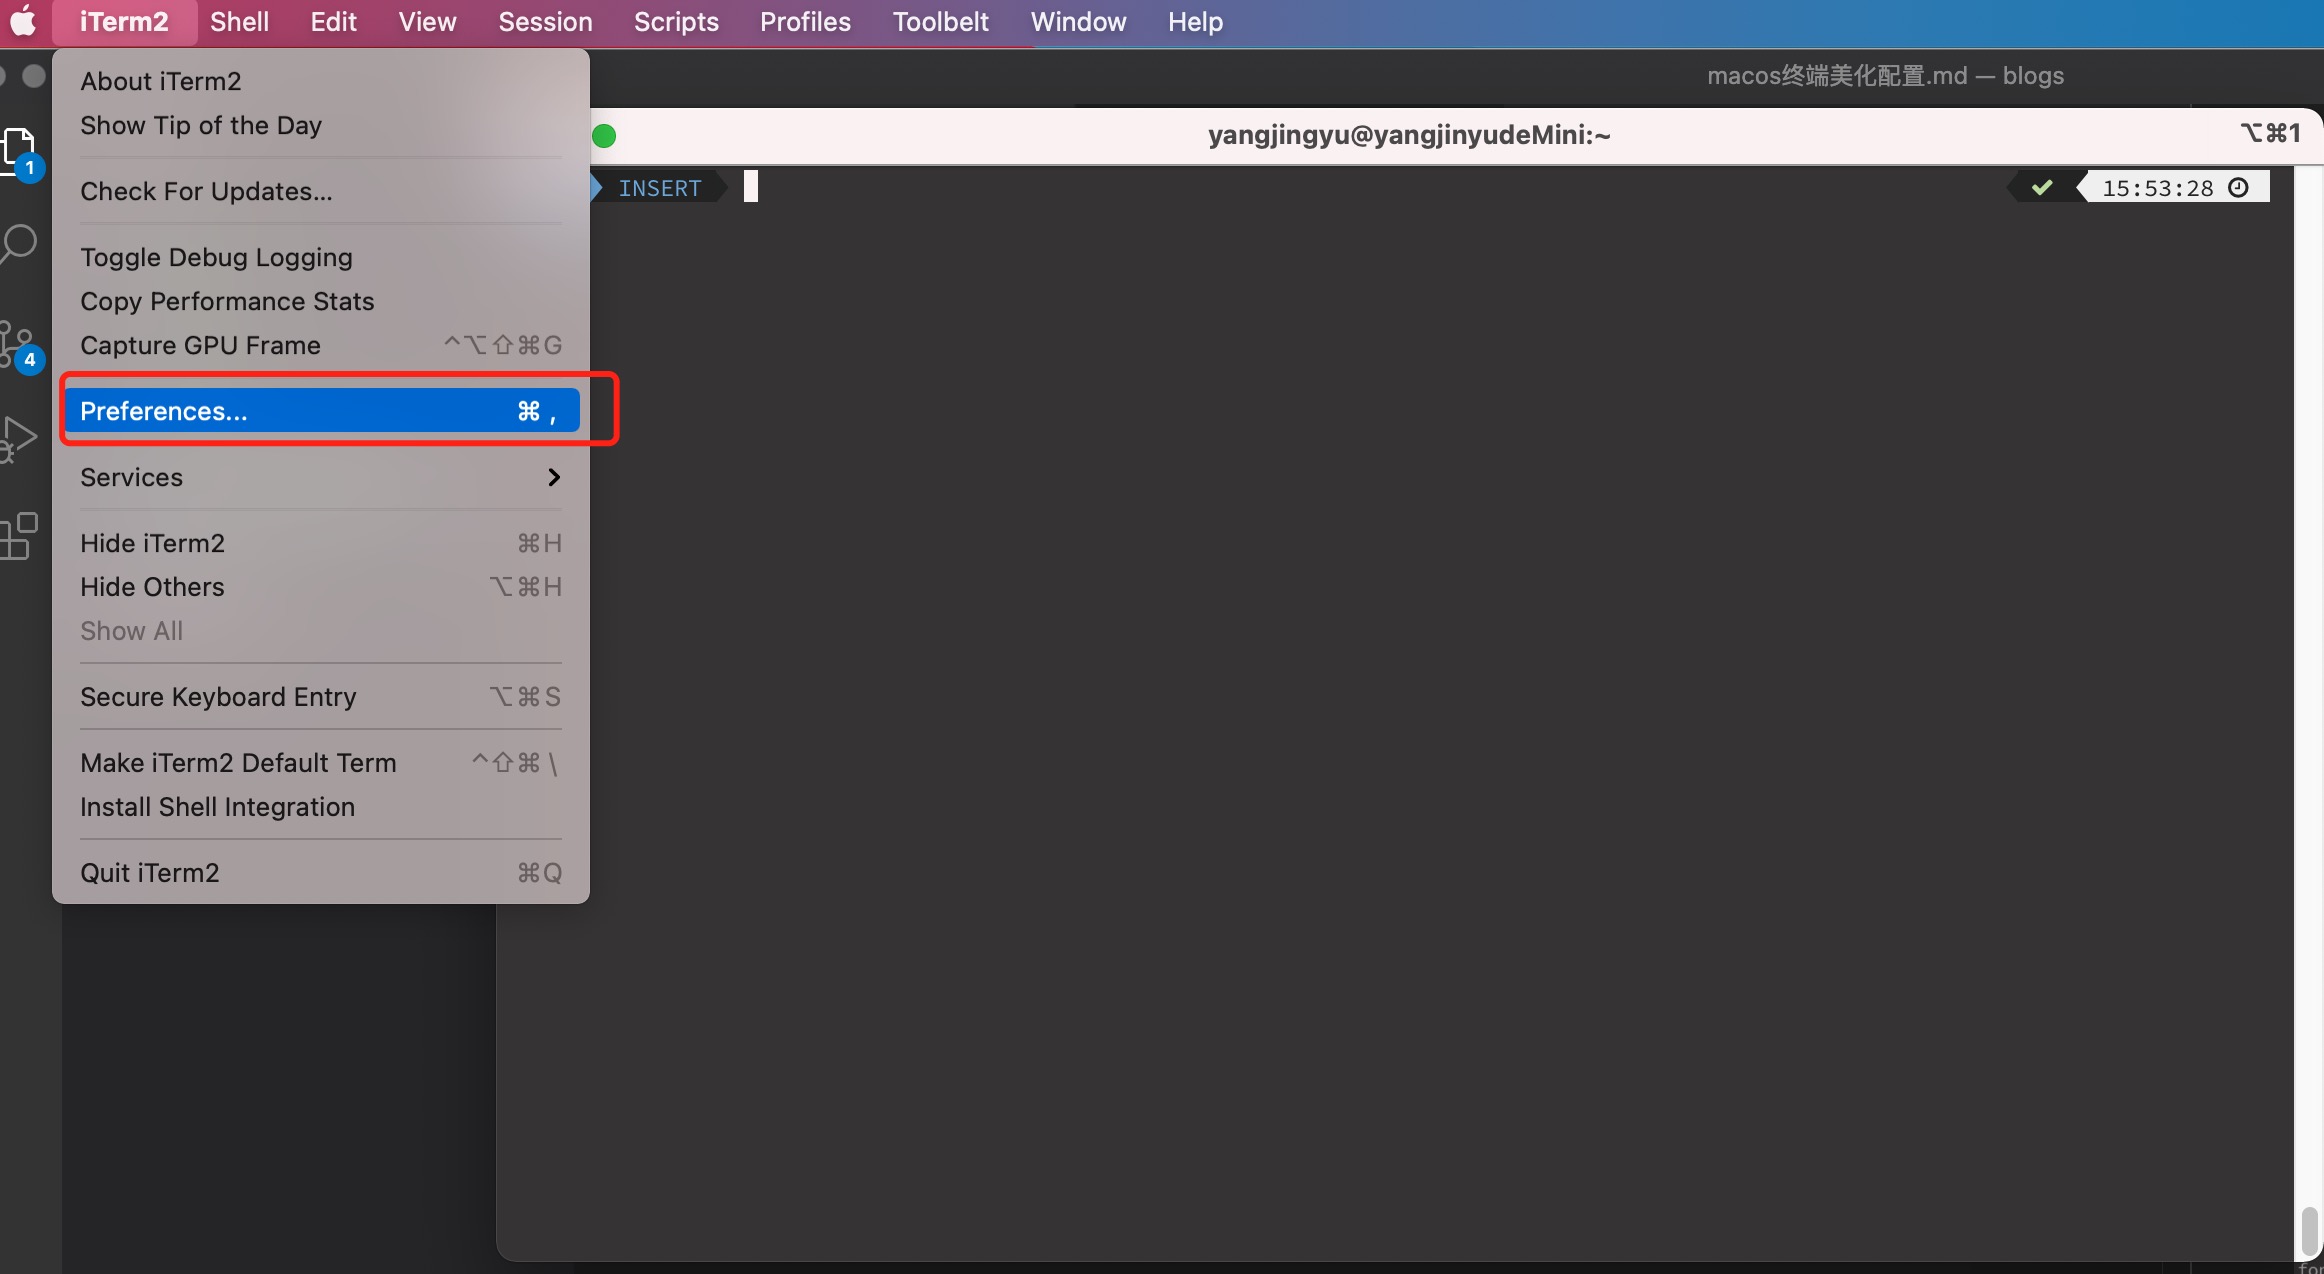 iTerm2 Shell Edit View Session Scripts Profiles Toolbelt Window Help
macos终端美化配置.md — blogs
About iTerm2
Show Tip of the Day
Check For Updates...
Toggle Debug Logging
Copy Performance Stats
Capture GPU Frame ^⌥⇧⌘G
Preferences... ⌘ ,
Services
Hide iTerm2 ⌘H
Hide Others ⌥⌘H
Show All
Secure Keyboard Entry ⌥⌘S
Make iTerm2 Default Term ^⇧⌘\
Install Shell Integration
Quit iTerm2 ⌘Q
1
4
yangjingyu@yangjinyudeMini:~ ⌥⌘1
INSERT 15:53:28